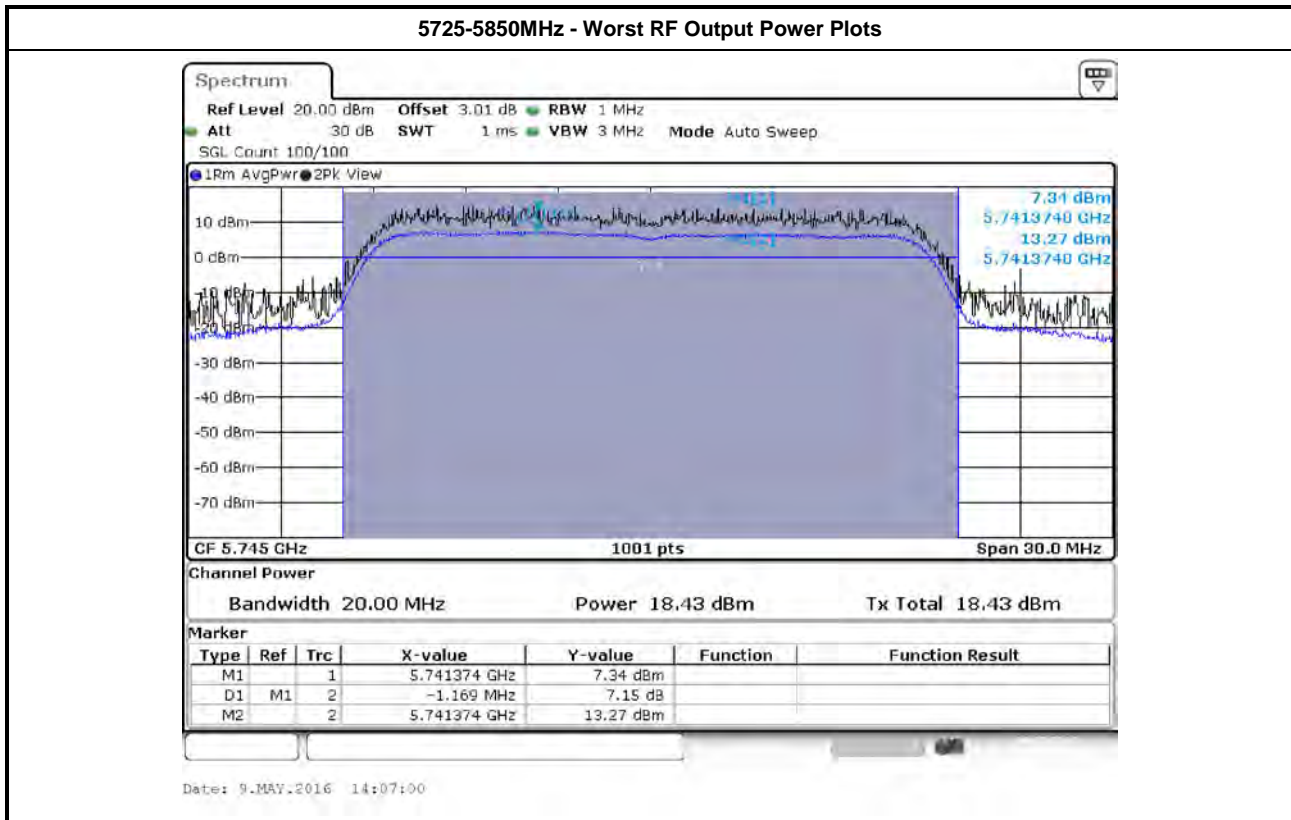 5725-5850MHz - Worst RF Output Power Plots
Spectrum
Ref Level 20.00 dBm Offset 3.01 dB RBW 1 MHz
Att 30 dB SWT 1 ms VBW 3 MHz Mode Auto Sweep
SGL Count 100/100
1Rm AvgPwr 2Pk View
7.34 dBm
10 dBm
5.7413740 GHz
13.27 dBm
0 dBm
5.7413740 GHz
-10 dBm
-20 dBm
-30 dBm
-40 dBm
-50 dBm
-60 dBm
-70 dBm
CF 5.745 GHz 1001 pts Span 30.0 MHz
Channel Power
Bandwidth 20.00 MHz Power 18.43 dBm Tx Total 18.43 dBm
Marker
Type Ref Trc X-value Y-value Function Function Result
M1 1 5.741374 GHz 7.34 dBm
D1 M1 2 -1.169 MHz 7.15 dB
M2 2 5.741374 GHz 13.27 dBm
Date: 9.MAY.2016 14:07:00